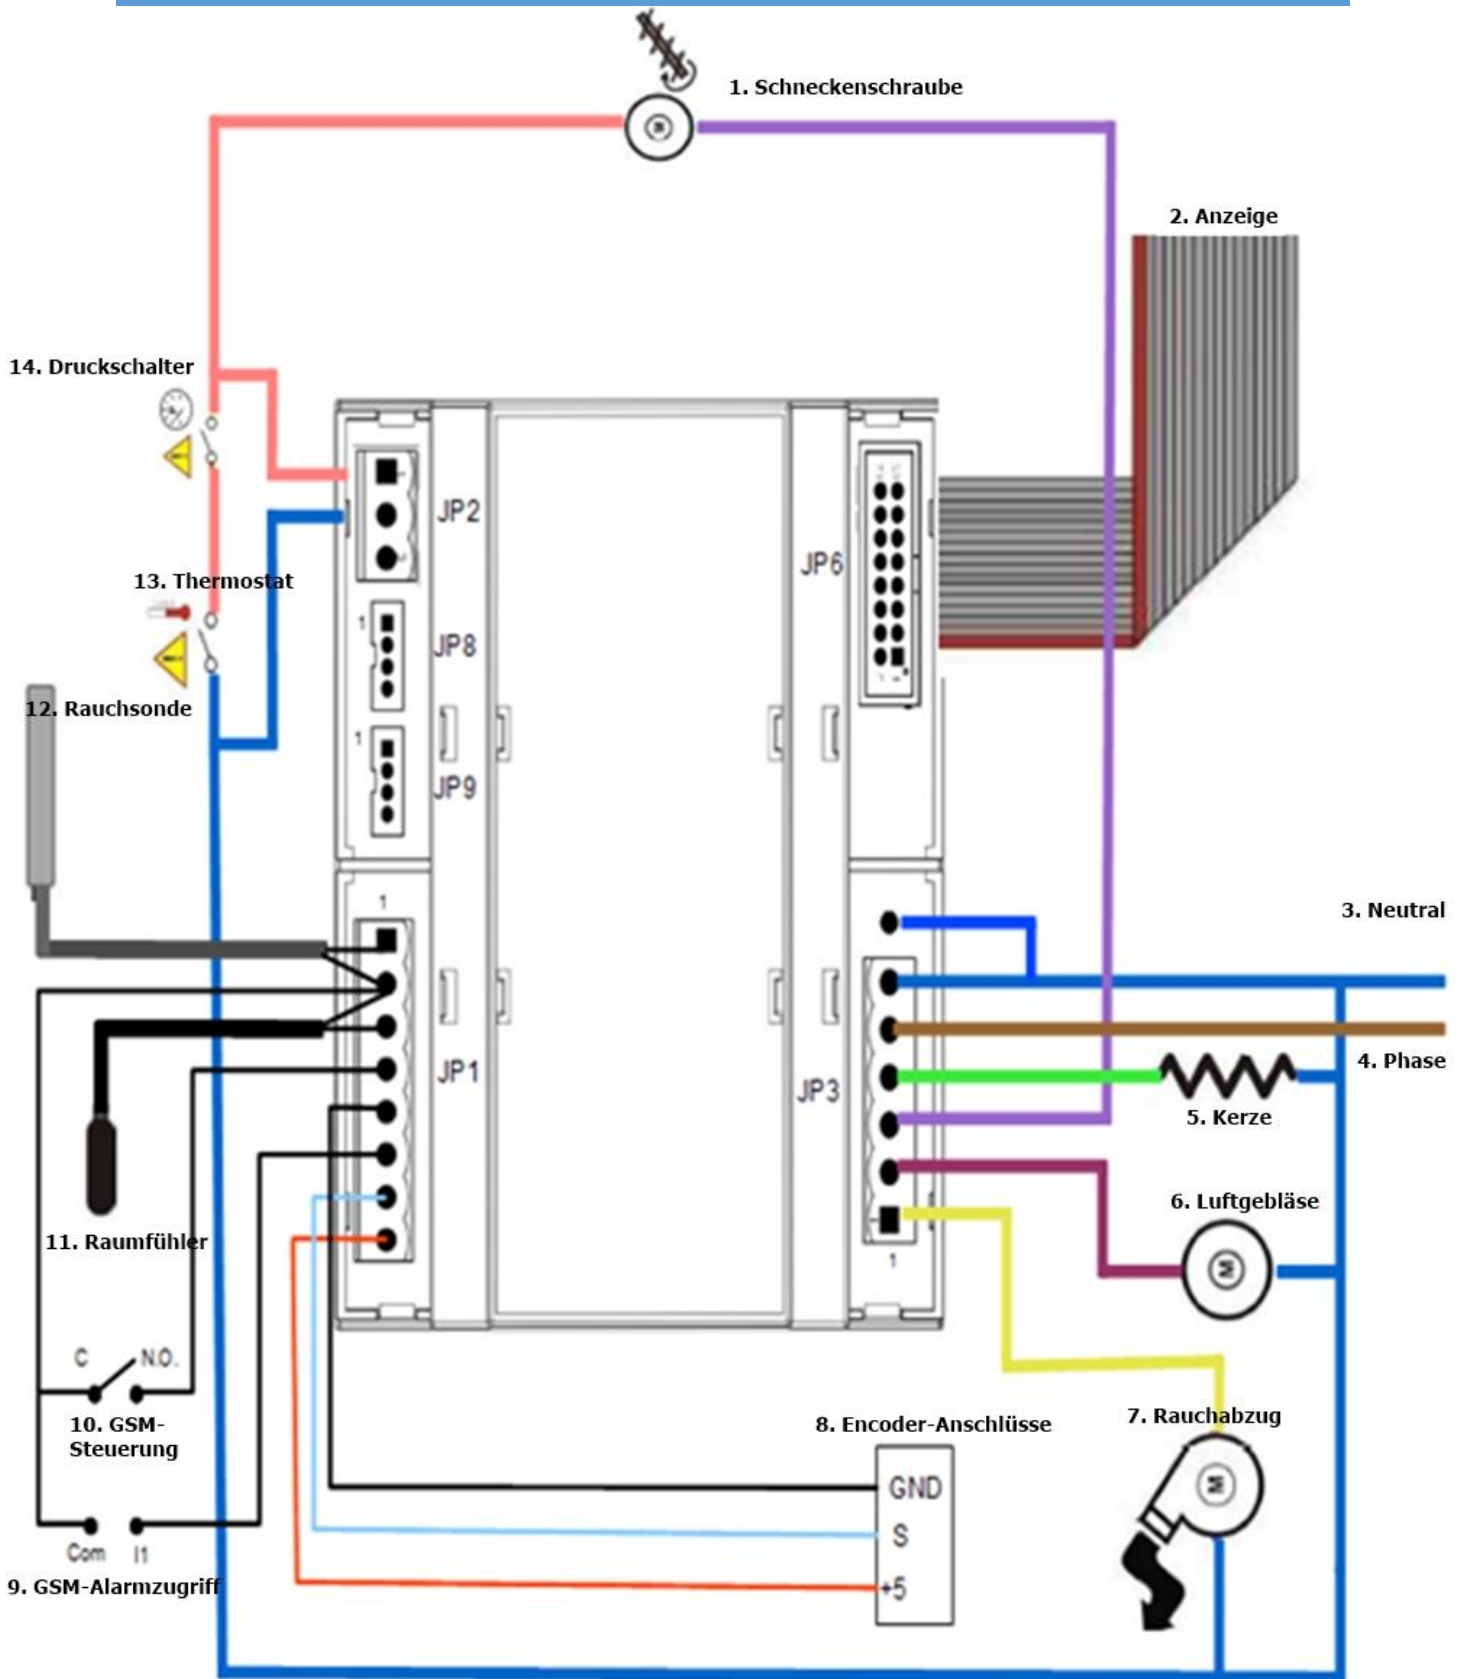 1. Schneckenschraube
2. Anzeige
14. Druckschalter
JP2
JP6
13. Thermostat
1
JP8
12. Rauchsonde
1
JP9
1
3. Neutral
4. Phase
JP1
JP3
5. Kerze
6. Luftgebläse
M
11. Raumfühler
1
C N.O.
10. GSM-
Steuerung
7. Rauchabzug
M
8. Encoder-Anschlüsse
GND
S
+5
Com I1
9. GSM-Alarmzugriff